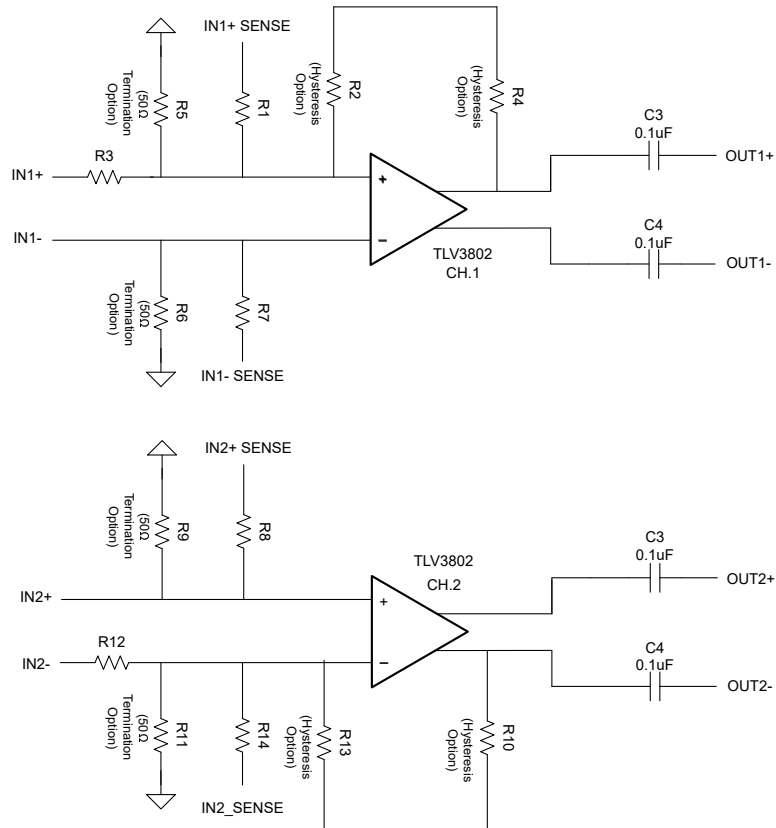 IN1+ SENSE
R5
Termination
(50Ω
Option)
R1
R2
(Hysteresis
Option)
R4
(Hysteresis
Option)
C3
0.1uF
OUT1+
R3
IN1+
+
IN1-
−
TLV3802
CH.1
C4
0.1uF
OUT1-
R6
Termination
(50Ω
Option)
R7
IN1- SENSE
IN2+ SENSE
R9
Termination
(50Ω
Option)
R8
TLV3802
CH.2
C3
0.1uF
OUT2+
IN2+
+
R12
IN2-
−
C4
0.1uF
OUT2-
R11
Termination
(50Ω
Option)
R14
R13
(Hysteresis
Option)
R10
(Hysteresis
Option)
IN2_SENSE